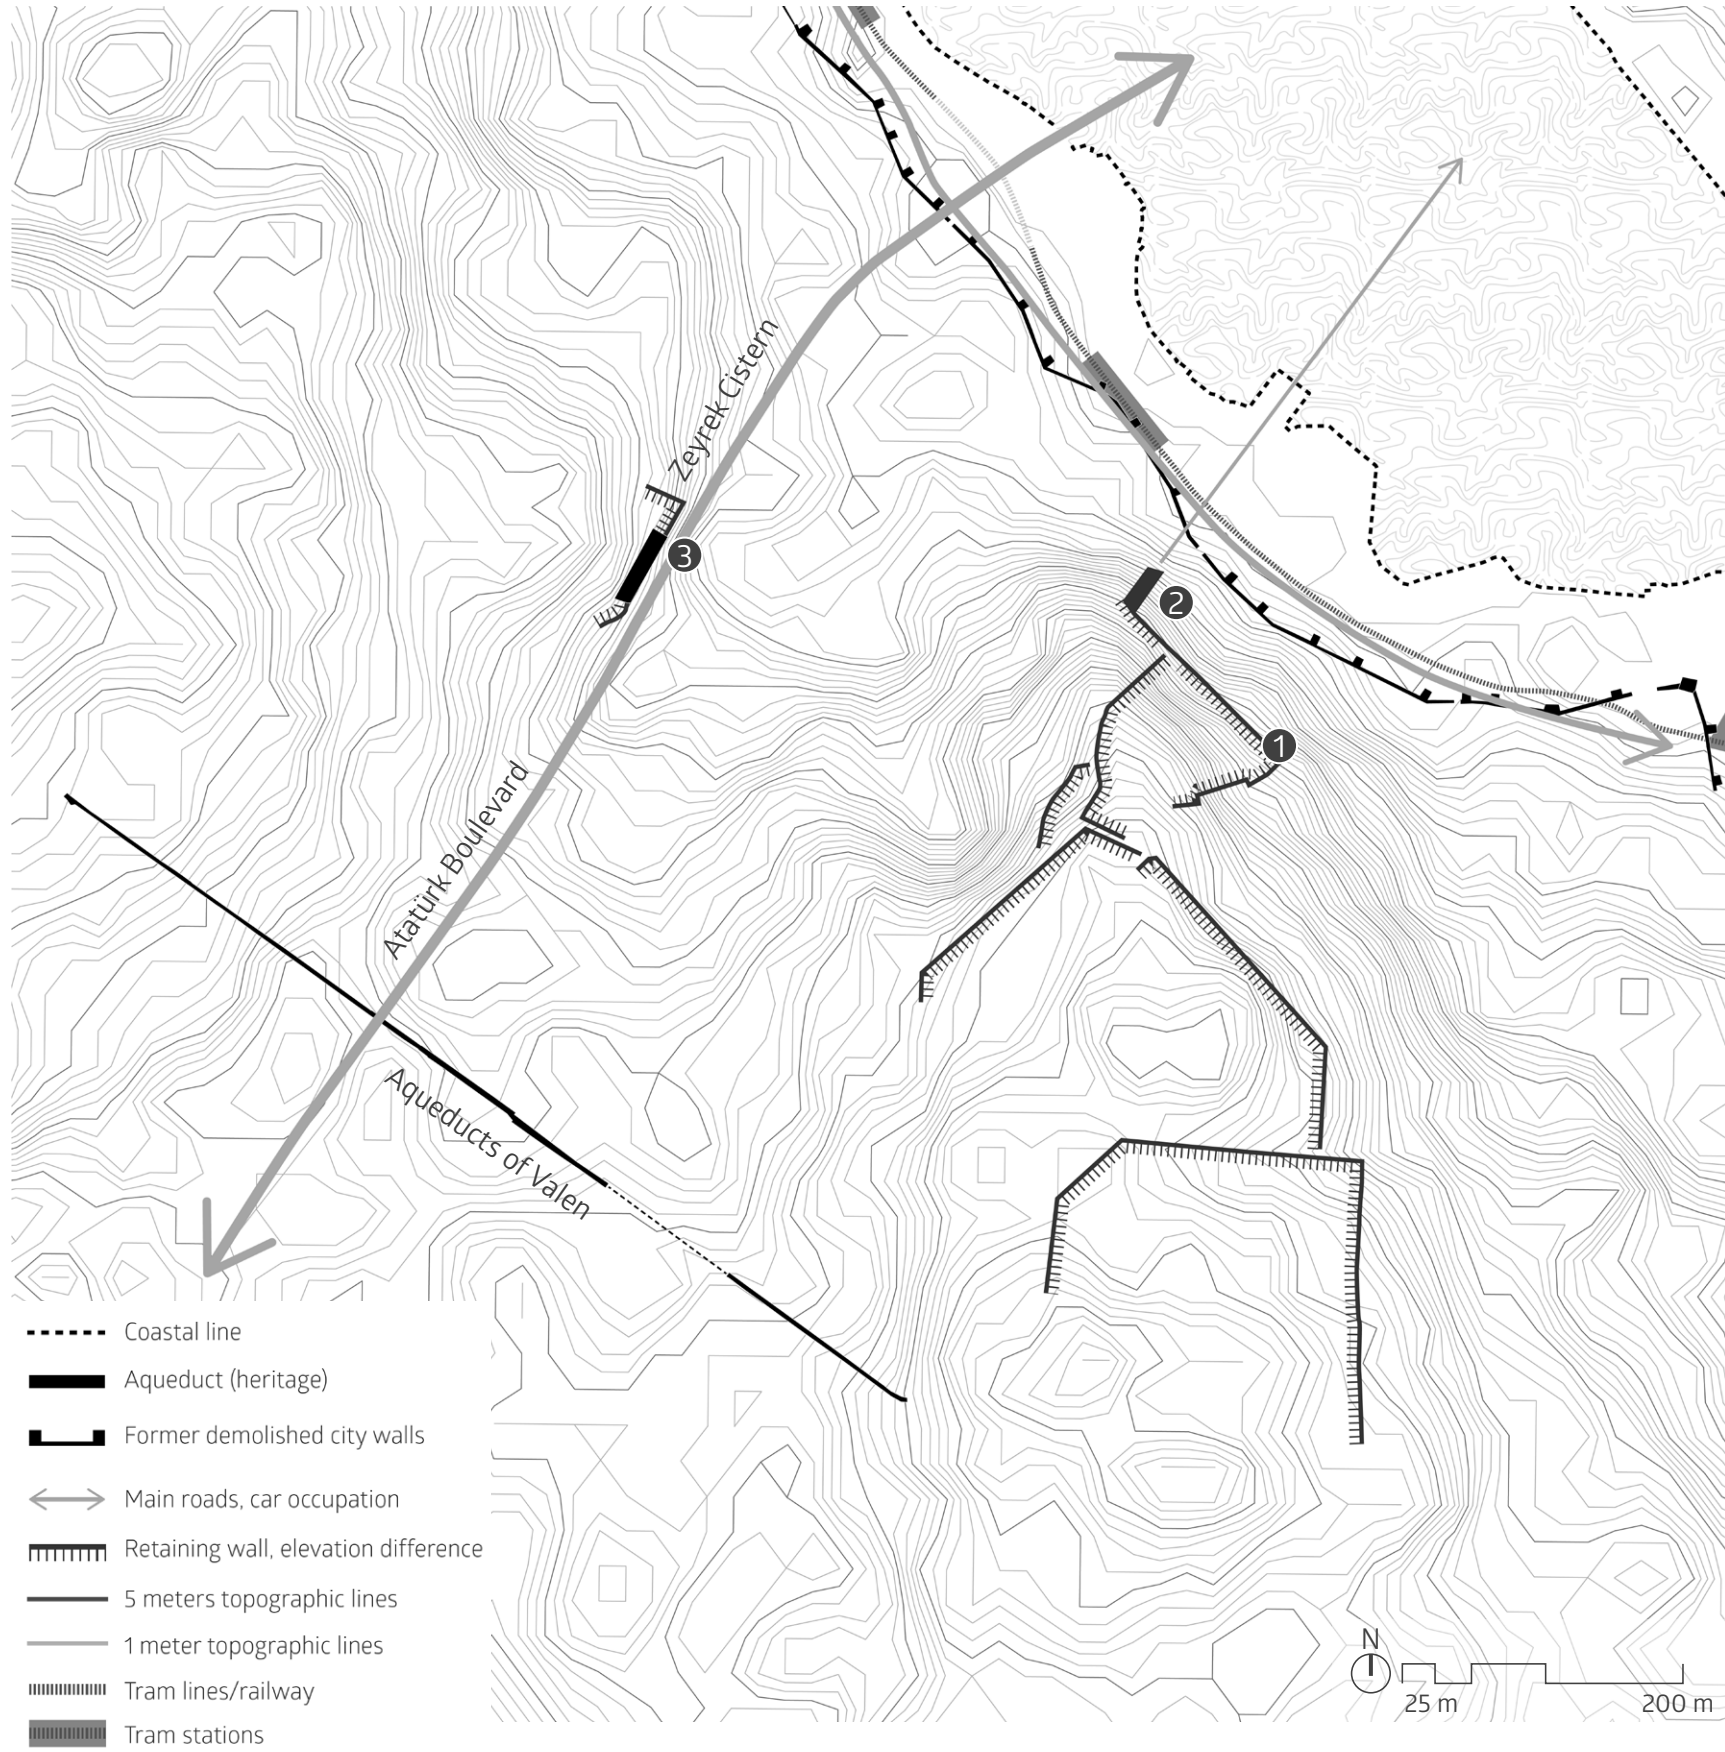 Zeyrek Cistern
3
2
1
Atatürk Boulevard
Aqueducts of Valen
Coastal line
Aqueduct (heritage)
Former demolished city walls
Main roads, car occupation
Retaining wall, elevation difference
5 meters topographic lines
1 meter topographic lines
Tram lines/railway
Tram stations
N
25 m
200 m